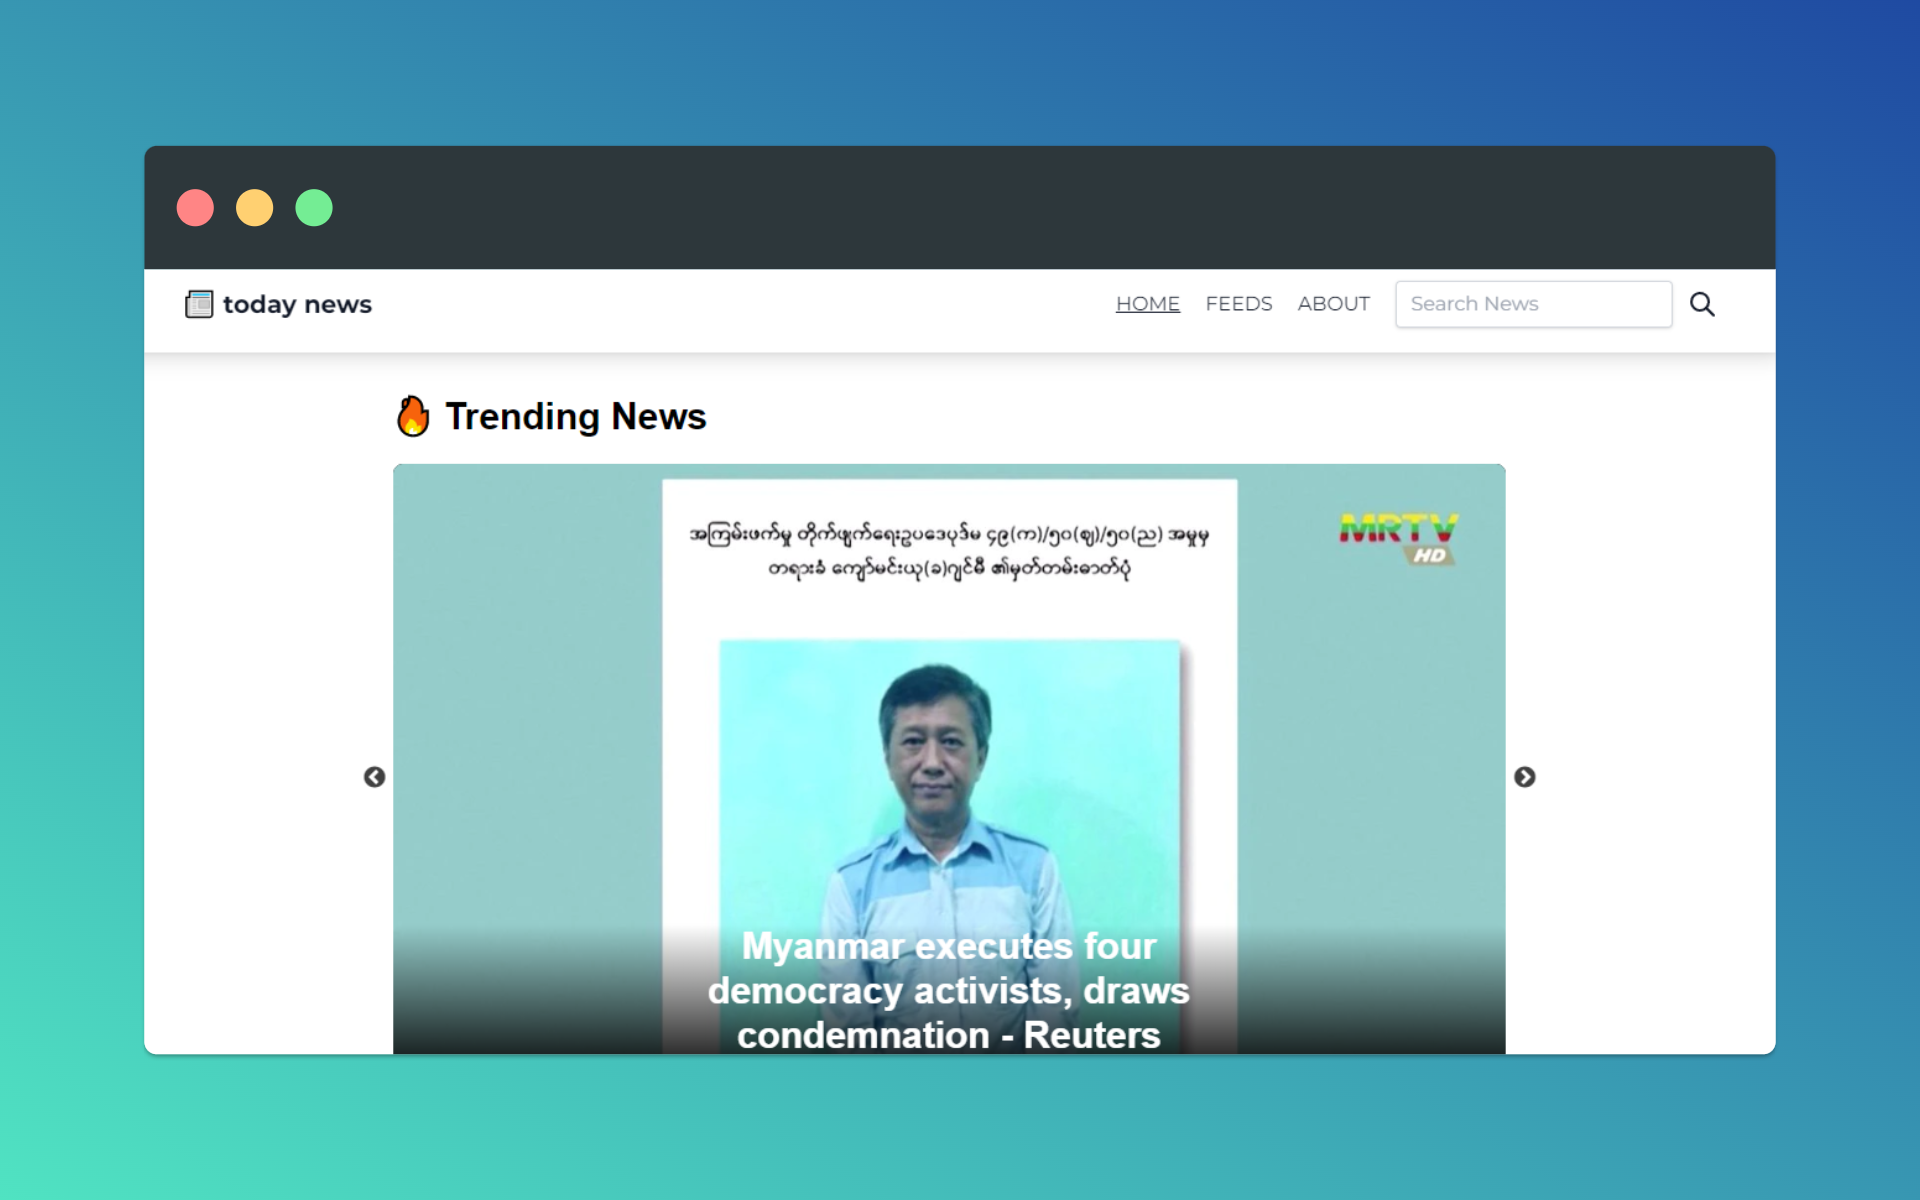 today news
HOME FEEDS ABOUT Search News
Trending News
အကြမ်းဖက်မှု တိုက်ဖျက်ရေးဥပဒေပုဒ်မ ၄၉(က)/၅၀(ဈ)/၅၀(ည) အမှုမှ
တရားခံ ကျော်မင်းယု(ခ)ဂျင်မီ ၏မှတ်တမ်းဓာတ်ပုံ
MRTV
HD
Myanmar executes four
democracy activists, draws
condemnation - Reuters